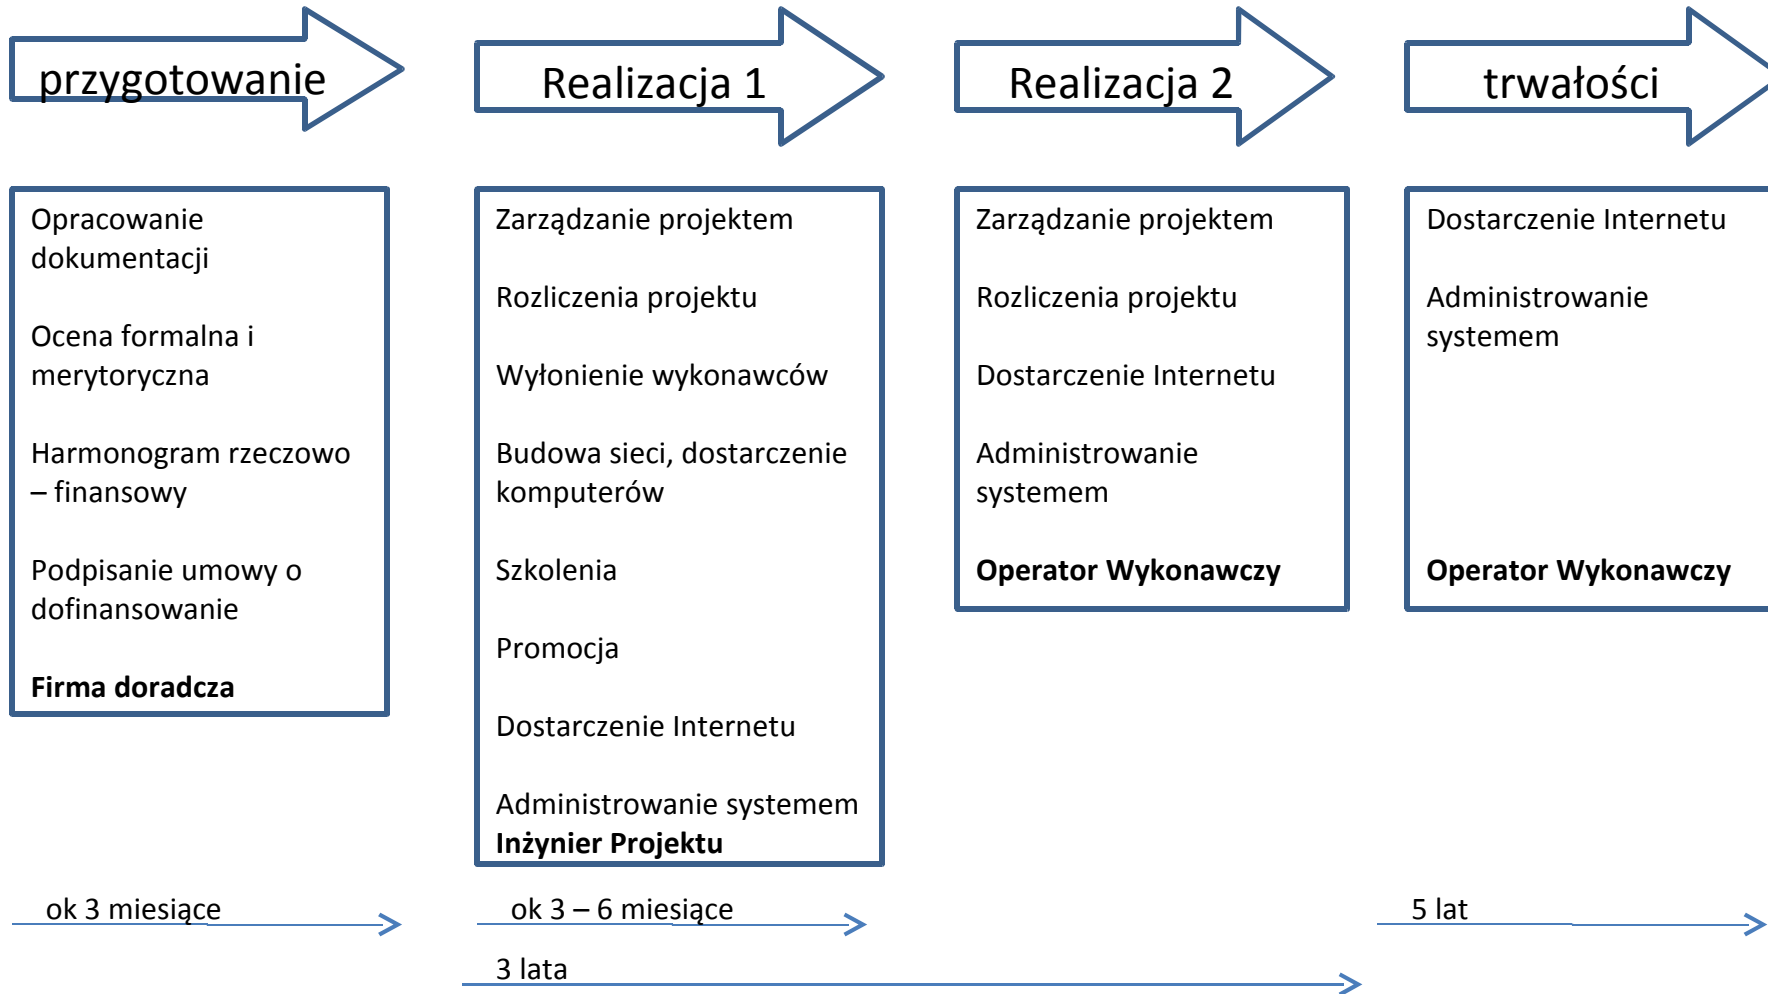 przygotowanie
Realizacja 1
Realizacja 2
trwałości
Opracowanie
dokumentacji
Ocena formalna i
merytoryczna
Harmonogram rzeczowo
– finansowy
Podpisanie umowy o
dofinansowanie
Firma doradcza
Zarządzanie projektem
Rozliczenia projektu
Wyłonienie wykonawców
Budowa sieci, dostarczenie
komputerów
Szkolenia
Promocja
Dostarczenie Internetu
Administrowanie systemem
Inżynier Projektu
Zarządzanie projektem
Rozliczenia projektu
Dostarczenie Internetu
Administrowanie
systemem
Operator Wykonawczy
Dostarczenie Internetu
Administrowanie
systemem
Operator Wykonawczy
ok 3 miesiące
ok 3 – 6 miesiące
5 lat
3 lata